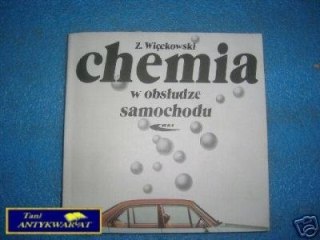 Z. Więckowski
chemia
w obsłudze
samochodu
Tani
ANTYKWARIAT